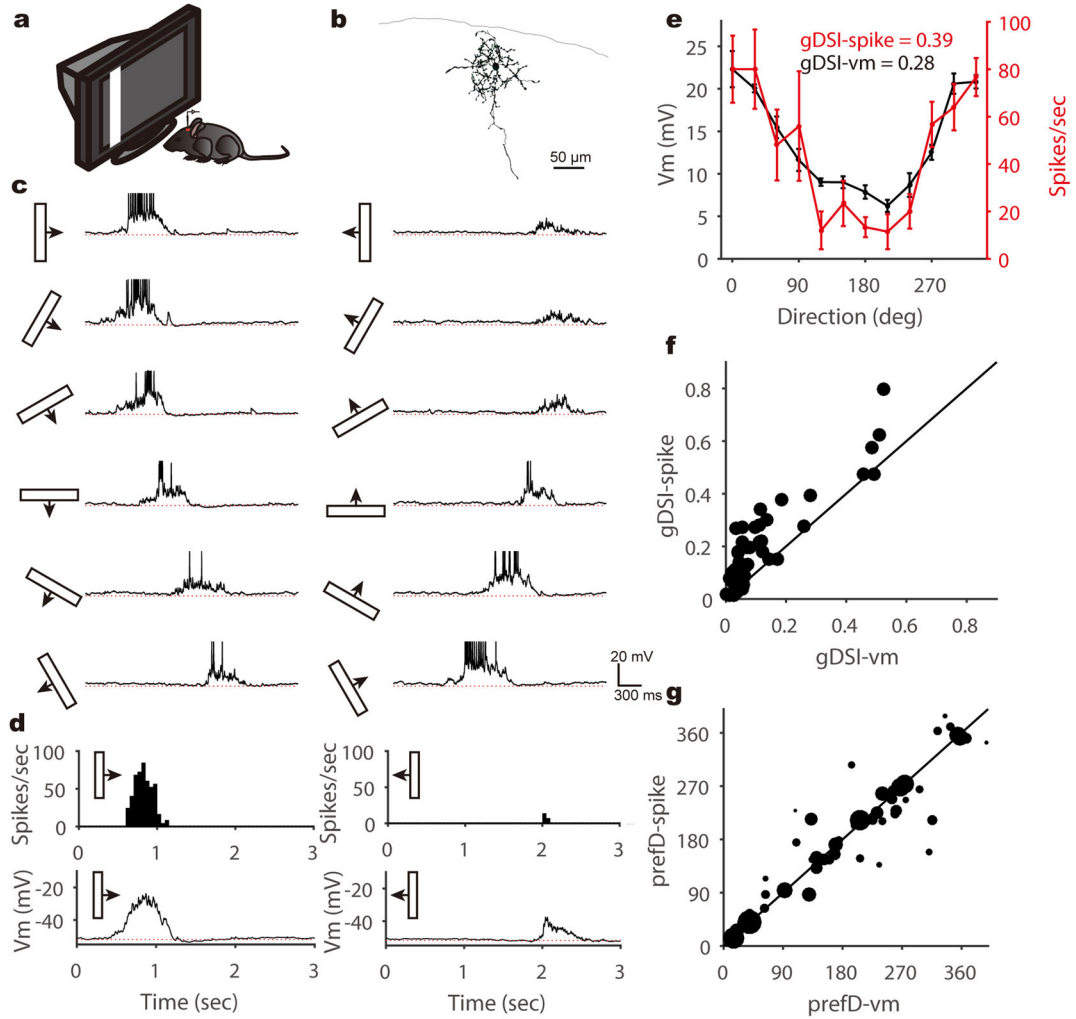 a
b
50 µm
c
20 mV
300 ms
d
Spikes/sec
100
50
0
0
1
2
3
Spikes/sec
100
50
0
0
1
2
3
Vm (mV)
-20
-40
0
1
2
3
Time (sec)
Vm (mV)
-20
-40
0
1
2
3
Time (sec)
e
gDSI-spike = 0.39
gDSI-vm = 0.28
Vm (mV)
25
20
15
10
5
0
Spikes/sec
100
80
60
40
20
0
0
90
180
270
Direction (deg)
f
gDSI-spike
0.8
0.6
0.4
0.2
0
0
0.2
0.4
0.6
0.8
gDSI-vm
g
prefD-spike
360
270
180
90
0
0
90
180
270
360
prefD-vm